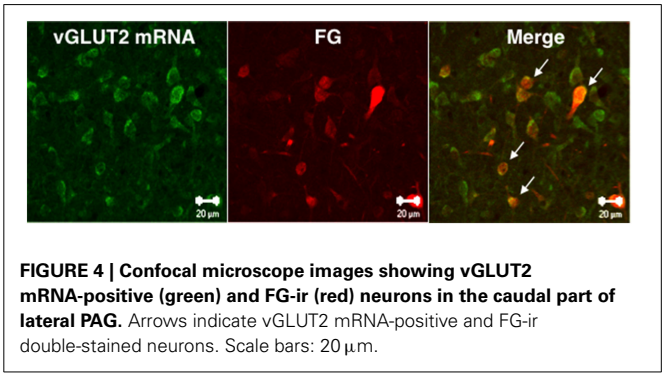 vGLUT2 mRNA FG Merge
20 µm 20 µm 20 µm
FIGURE 4 | Confocal microscope images showing vGLUT2
mRNA-positive (green) and FG-ir (red) neurons in the caudal part of
lateral PAG. Arrows indicate vGLUT2 mRNA-positive and FG-ir
double-stained neurons. Scale bars: 20 µm.